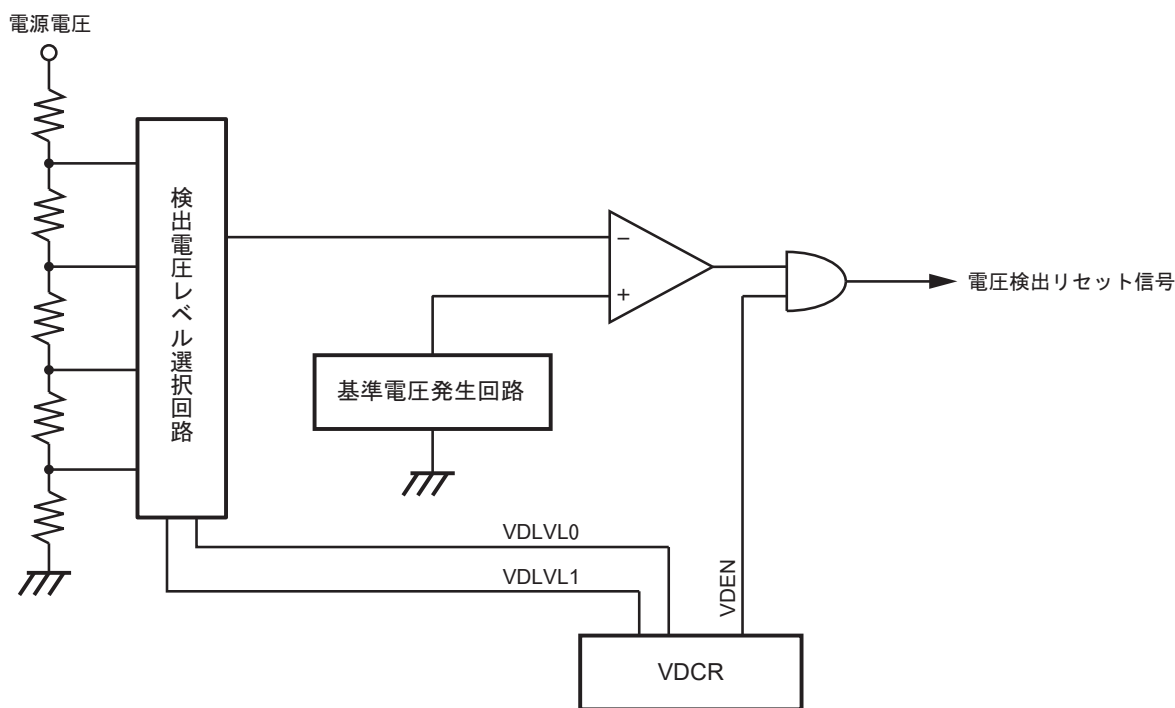 電源電圧
検出電圧レベル選択回路
−
+
電圧検出リセット信号
基準電圧発生回路
VDLVL0
VDLVL1
VDEN
VDCR